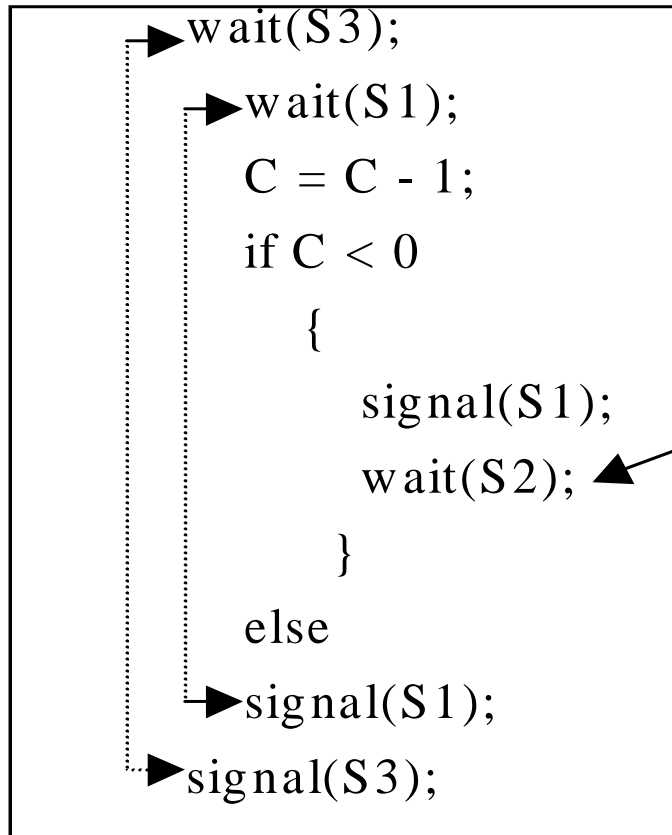 wait(S3);
wait(S1);
C = C - 1;
if C < 0
{
signal(S1);
wait(S2);
}
else
signal(S1);
signal(S3);